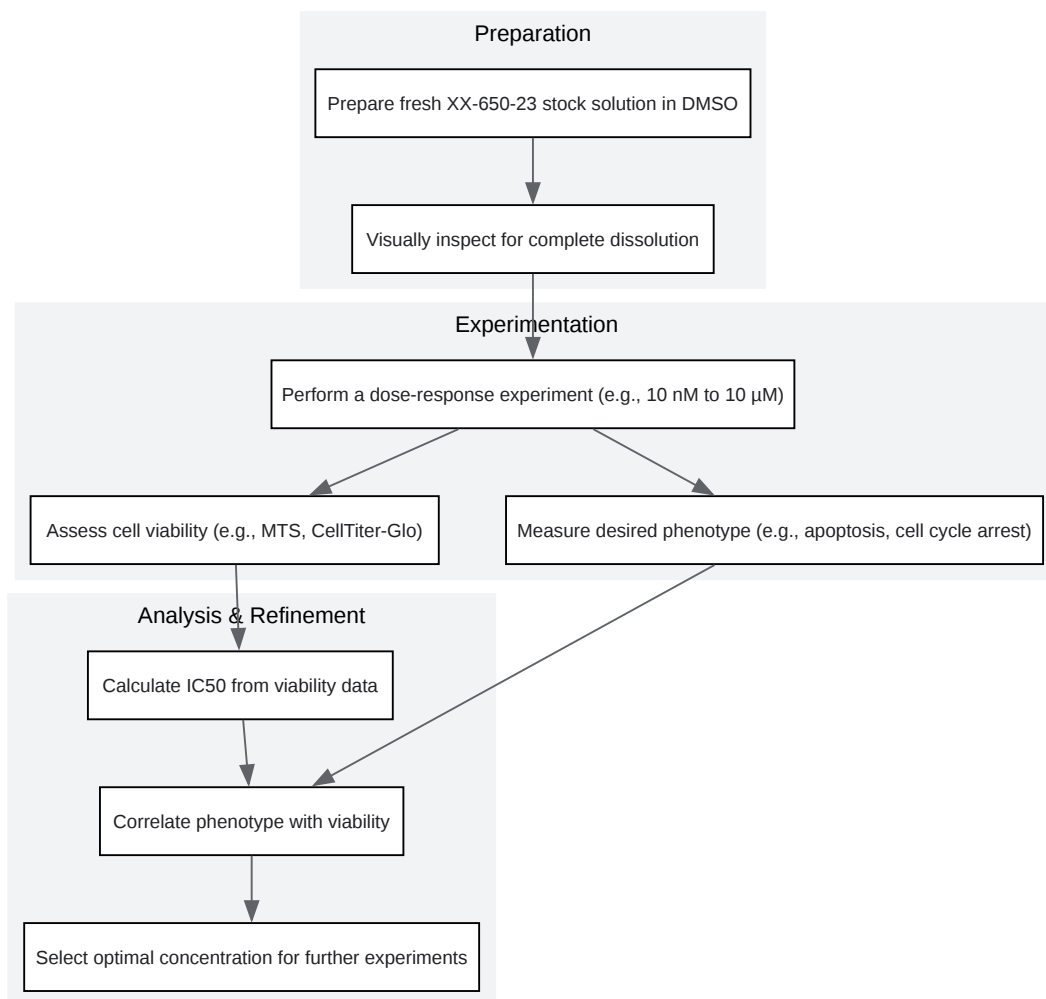 Preparation
Prepare fresh XX-650-23 stock solution in DMSO
Visually inspect for complete dissolution
Experimentation
Perform a dose-response experiment (e.g., 10 nM to 10 µM)
Assess cell viability (e.g., MTS, CellTiter-Glo)
Measure desired phenotype (e.g., apoptosis, cell cycle arrest)
Analysis & Refinement
Calculate IC50 from viability data
Correlate phenotype with viability
Select optimal concentration for further experiments